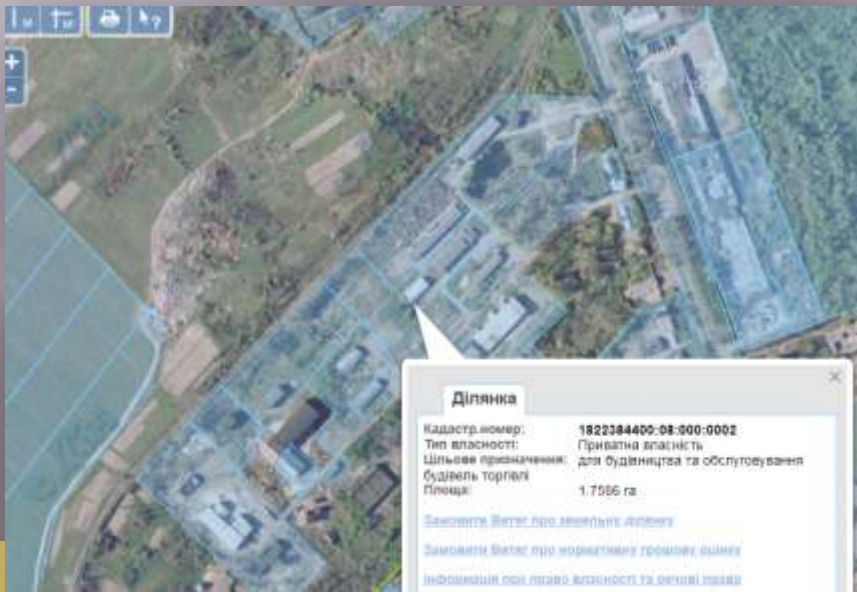 Ділянка
Кадастр.номер: 1822384400:08:000:0002
Тип власності: Приватна власність
Цільове призначення: для будівництва та обслуговування
будівель торгівлі
Площа: 1.7586 га
Замовити Витяг про земельну ділянку
Замовити Витяг про нормативну грошову оцінку
Інформація про право власності та речові права